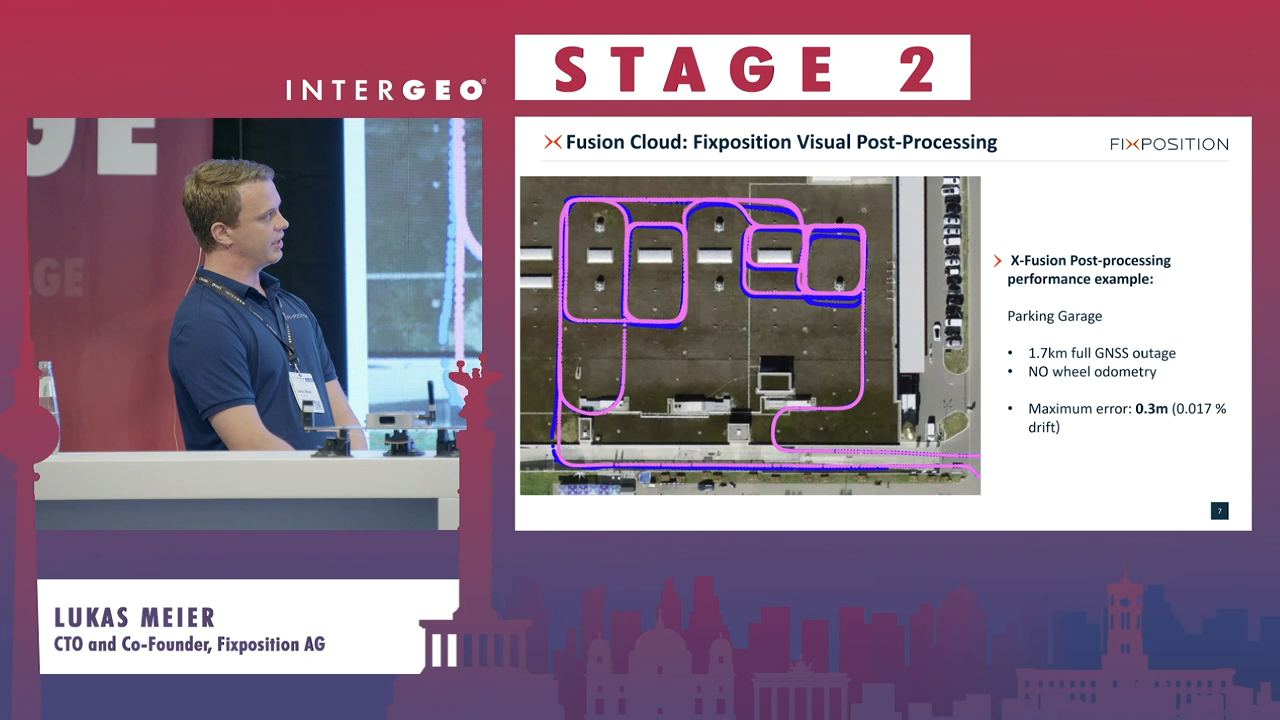 STAGE 2
INTERGEO®
GE
GE
Fusion Cloud: Fixposition Visual Post-Processing
FIXPOSITION
X-Fusion Post-processing
performance example:
Parking Garage
• 1.7km full GNSS outage
• NO wheel odometry
• Maximum error: 0.3m (0.017 %
drift)
7
LUKAS MEIER
CTO and Co-Founder, Fixposition AG